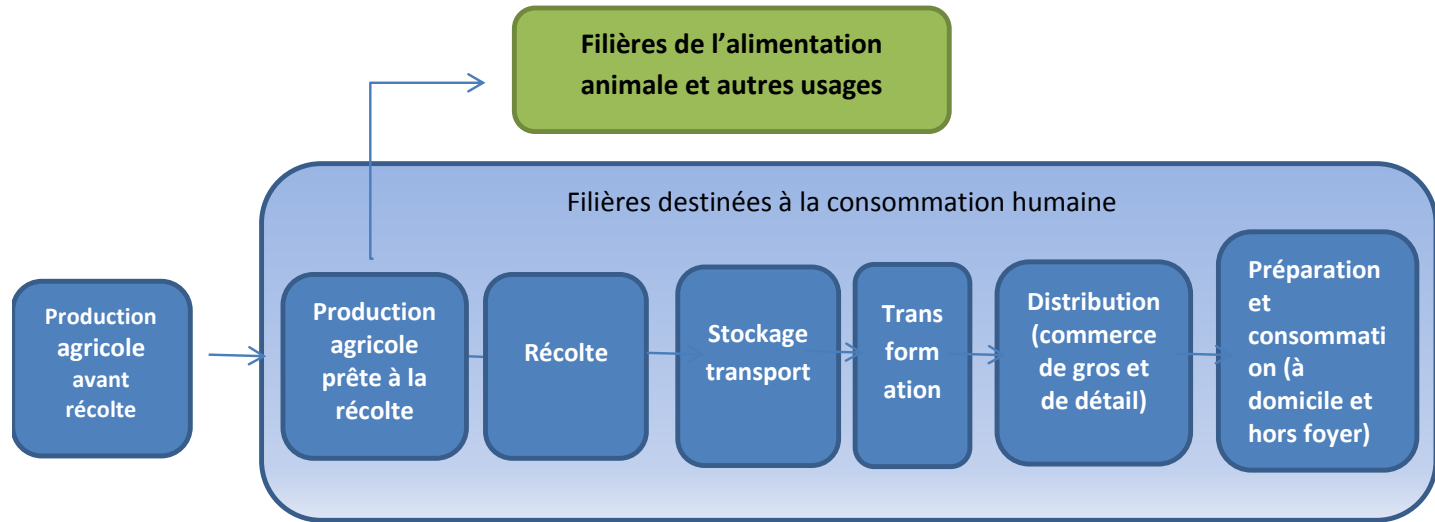 Filières de l’alimentation
animale et autres usages
Filières destinées à la consommation humaine
Production
agricole
avant
récolte
Production
agricole
prête à la
récolte
Récolte
Stockage
transport
Trans
form
ation
Distribution
(commerce
de gros et
de détail)
Préparation
et
consommati
on (à
domicile et
hors foyer)